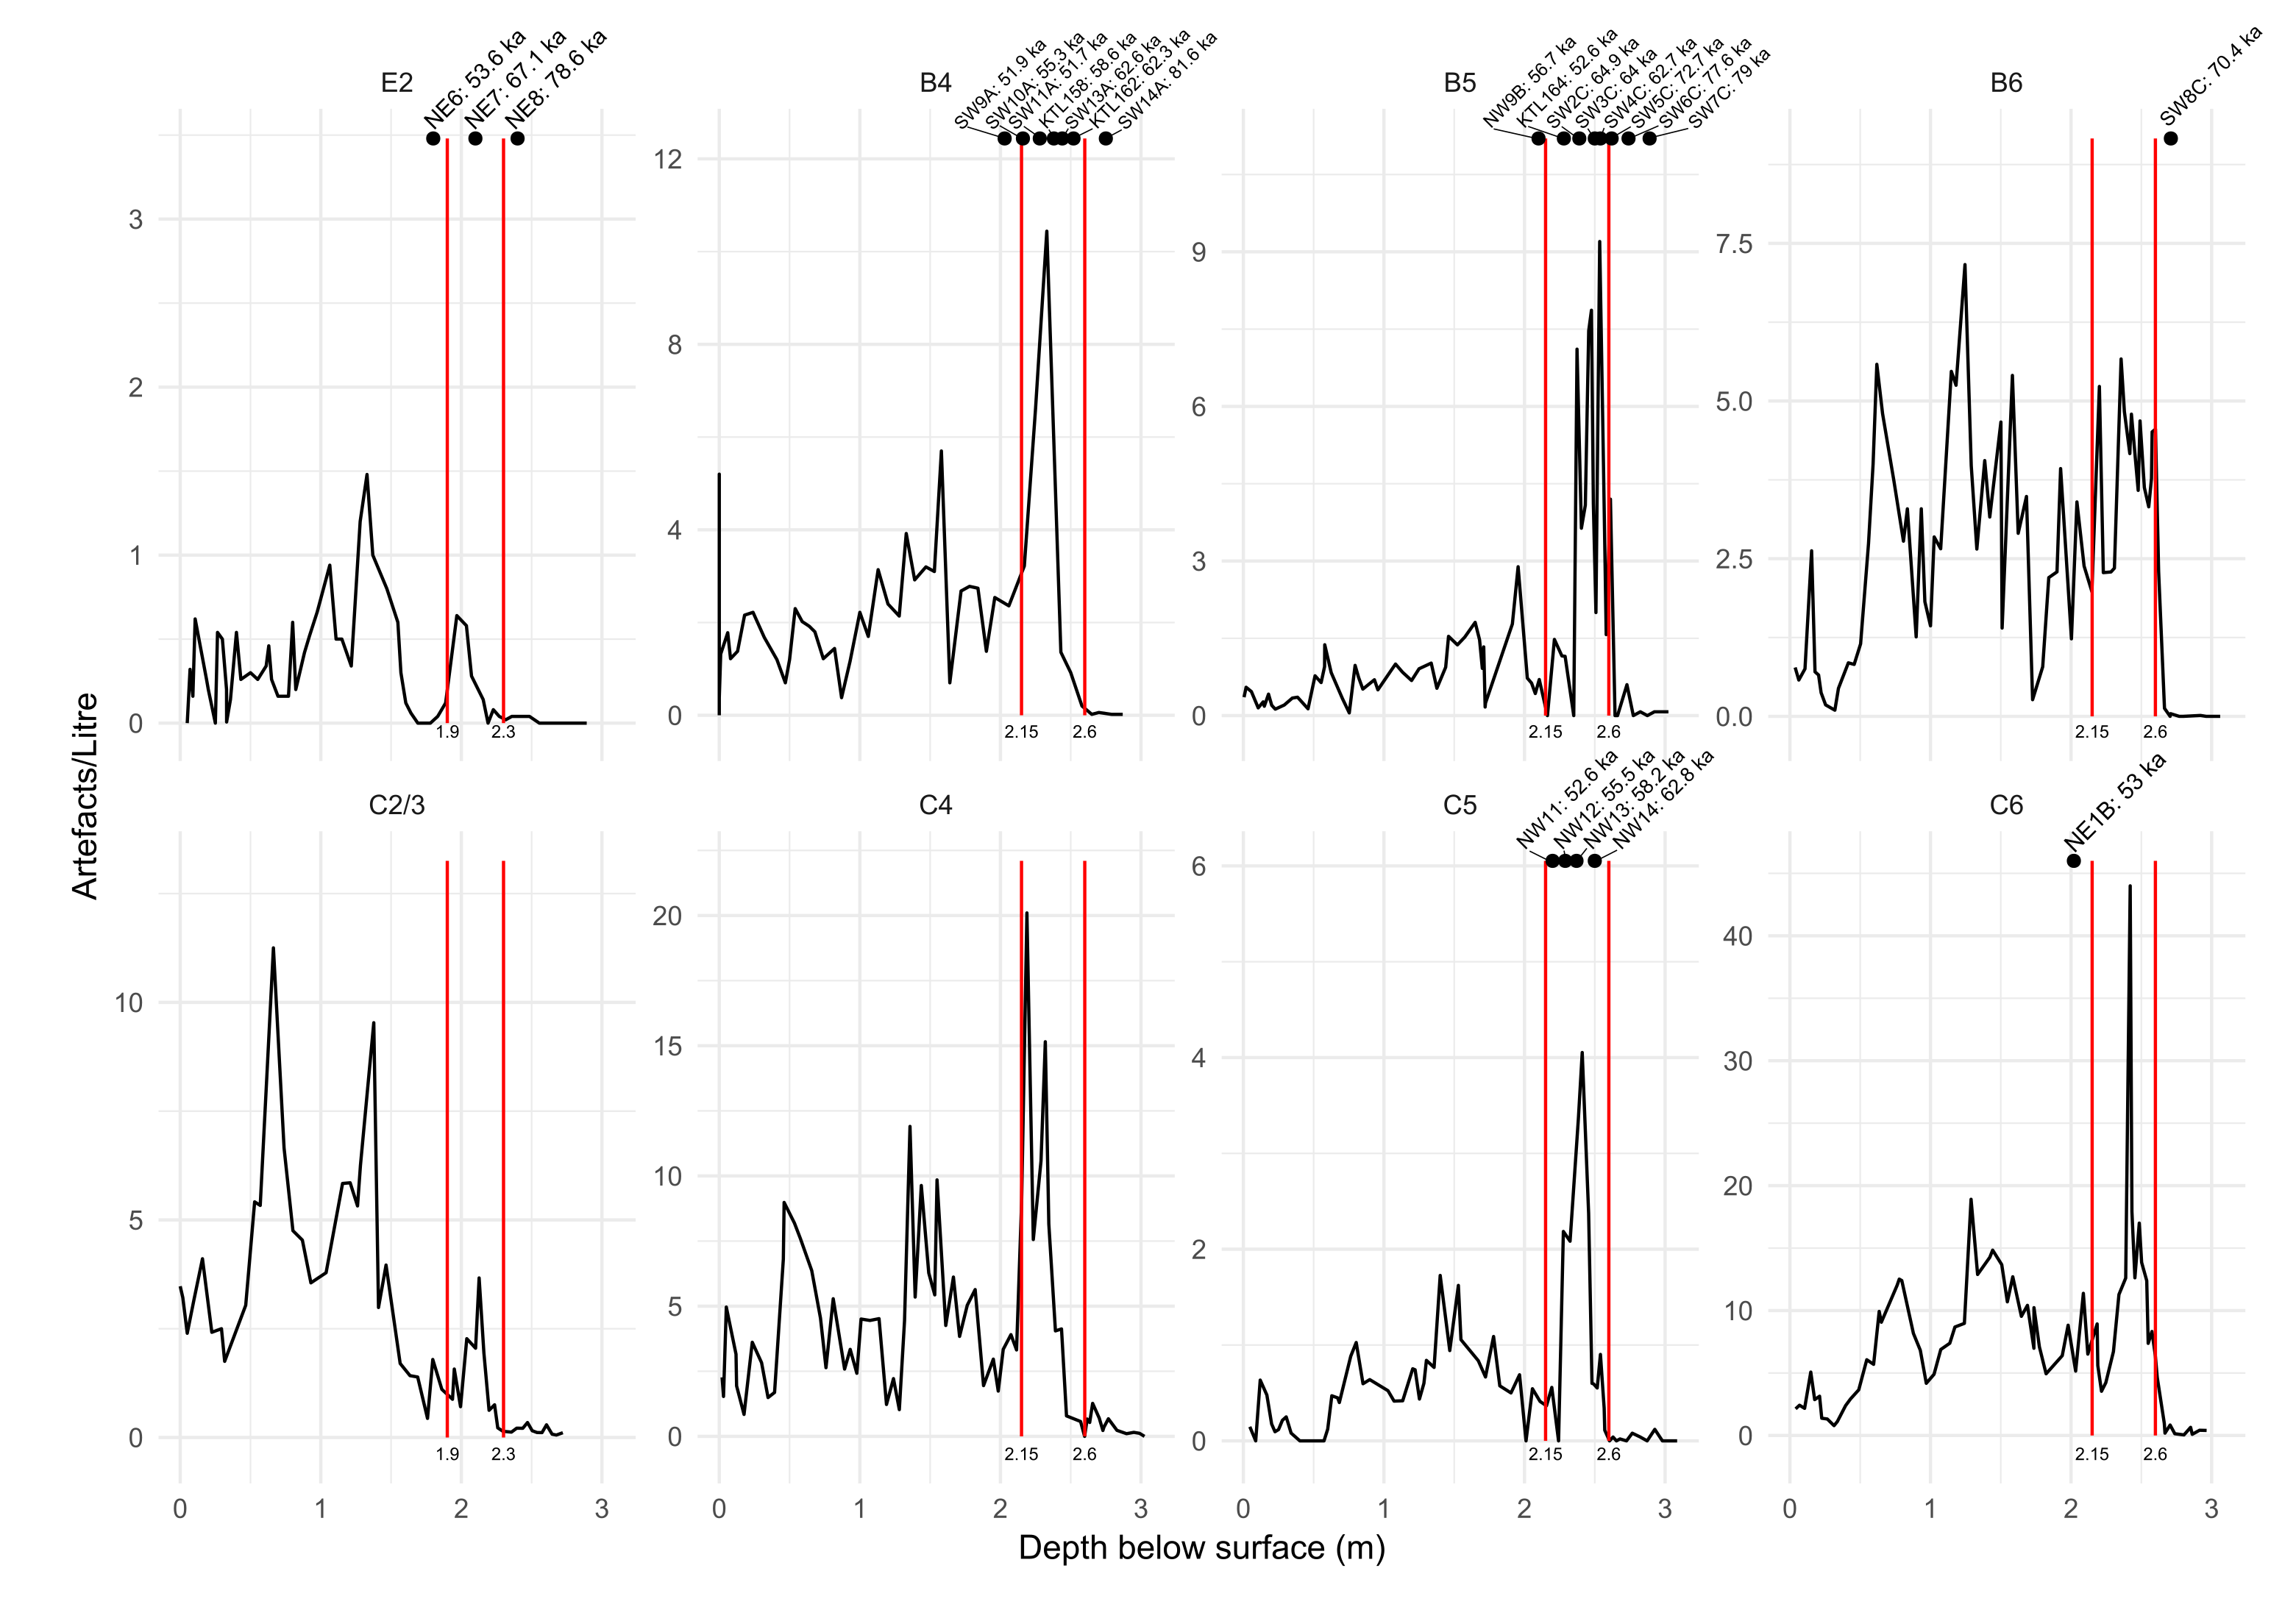 NE6: 53.6 ka
NE7: 67.1 ka
NE8: 78.6 ka
SW9A: 51.9 ka
SW10A: 55.3 ka
SW11A: 51.7 ka
KTL158: 58.6 ka
SW13A: 62.6 ka
KTL162: 62.3 ka
SW14A: 81.6 ka
NW9B: 56.7 ka
KTL164: 52.6 ka
SW2C: 64.9 ka
SW3C: 64 ka
SW4C: 62.7 ka
SW5C: 72.7 ka
SW6C: 77.6 ka
SW7C: 79 ka
SW8C: 70.4 ka
E2
B4
B5
B6
3
2
1
0
1.9
2.3
12
8
4
0
2.15
2.6
9
6
3
0
2.15
2.6
7.5
5.0
2.5
0.0
2.15
2.6
Artefacts/Litre
NW11: 52.6 ka
NW12: 55.5 ka
NW13: 58.2 ka
NW14: 62.8 ka
NE1B: 53 ka
C2/3
C4
C5
C6
10
5
0
1.9
2.3
20
15
10
5
0
2.15
2.6
6
4
2
0
2.15
2.6
40
30
20
10
0
2.15
2.6
0 1 2 3
0 1 2 3
0 1 2 3
0 1 2 3
Depth below surface (m)